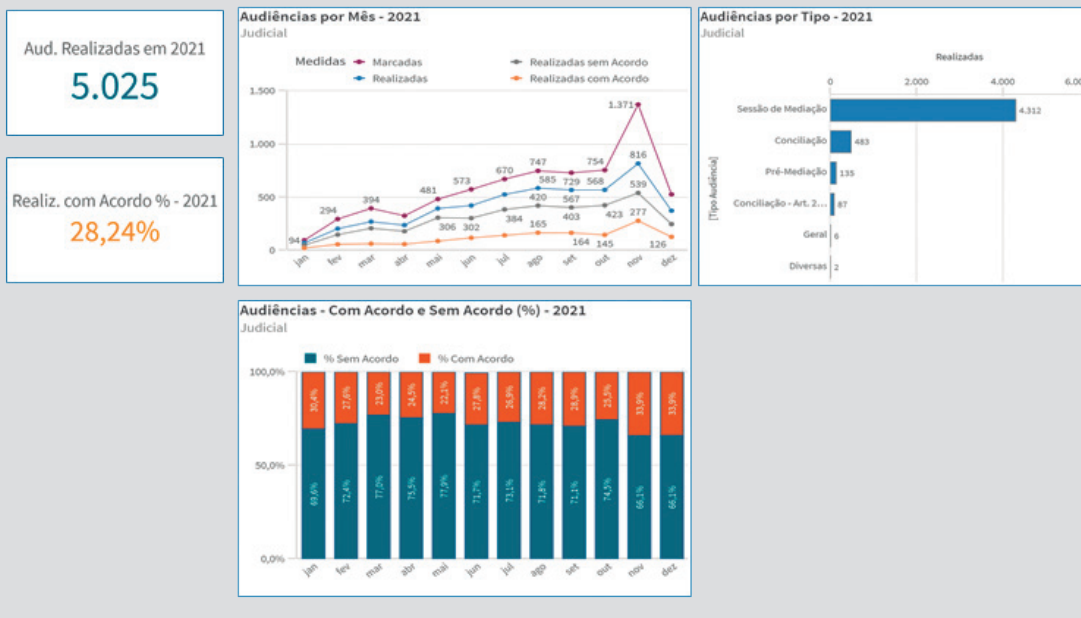 Aud. Realizadas em 2021
5.025
Realiz. com Acordo % - 2021
28,24%
Audiências por Mês - 2021
Judicial
Medidas Marcadas Realizadas sem Acordo
Realizadas Realizadas com Acordo
1.500
1.371
1.000
816
747 754
670
573 585 729 568
481 539
500 394 420 567
294 384 403 423
306 302 277
94 165 164 145 126
0
jan fev mar abr mai jun jul ago set out nov dez
Audiências por Tipo - 2021
Judicial
Realizadas
0 2.000 4.000 6.00
[Tipo Audiência]
Sessão de Mediação 4.312
Conciliação 483
Pré-Mediação 135
Conciliação - Art. 2... 87
Geral 6
Diversas 2
Audiências - Com Acordo e Sem Acordo (%) - 2021
Judicial
% Sem Acordo % Com Acordo
100,0%
30,4% 27,6% 23,0% 24,5% 22,1% 27,8% 26,9% 28,2% 28,9% 25,5% 33,9% 33,9%
50,0%
69,6% 72,4% 77,0% 75,5% 77,9% 71,7% 73,1% 71,8% 71,1% 74,5% 66,1% 66,1%
0,0%
jan fev mar abr mai jun jul ago set out nov dez